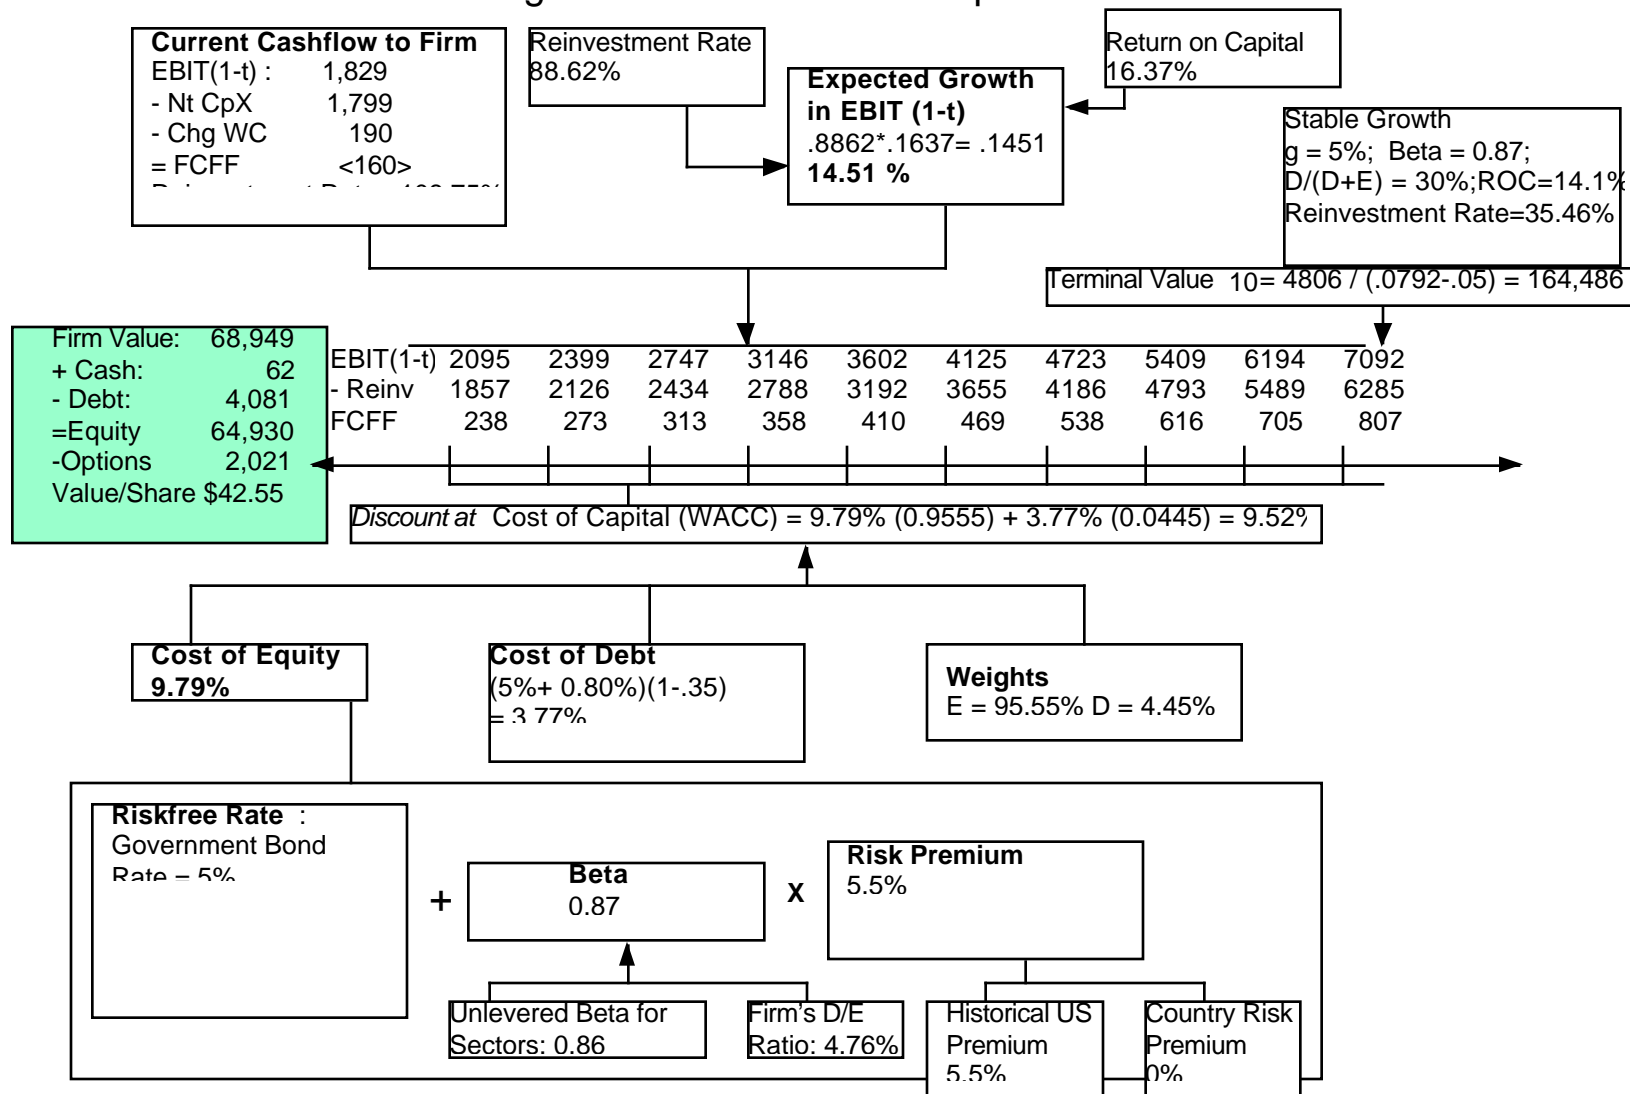 Current Cashflow to Firm
EBIT(1-t) : 1,829
- Nt CpX 1,799
- Chg WC 190
= FCFF <160>
Reinvestment Rate
88.62%
Expected Growth
in EBIT (1-t)
.8862*.1637= .1451
14.51 %
Return on Capital
16.37%
Stable Growth
g = 5%; Beta = 0.87;
D/(D+E) = 30%;ROC=14.1%
Reinvestment Rate=35.46%
Terminal Value 10= 4806 / (.0792-.05) = 164,486
Firm Value: 68,949
+ Cash: 62
- Debt: 4,081
=Equity 64,930
-Options 2,021
Value/Share $42.55
EBIT(1-t) 2095 2399 2747 3146 3602 4125 4723 5409 6194 7092
- Reinv 1857 2126 2434 2788 3192 3655 4186 4793 5489 6285
FCFF 238 273 313 358 410 469 538 616 705 807
Discount at Cost of Capital (WACC) = 9.79% (0.9555) + 3.77% (0.0445) = 9.52%
Cost of Equity
9.79%
Cost of Debt
(5%+ 0.80%)(1-.35)
= 3.77%
Weights
E = 95.55% D = 4.45%
Riskfree Rate :
Government Bond
Rate = 5%
+
Beta
0.87
X
Risk Premium
5.5%
Unlevered Beta for
Sectors: 0.86
Firm's D/E
Ratio: 4.76%
Historical US
Premium
5.5%
Country Risk
Premium
0%